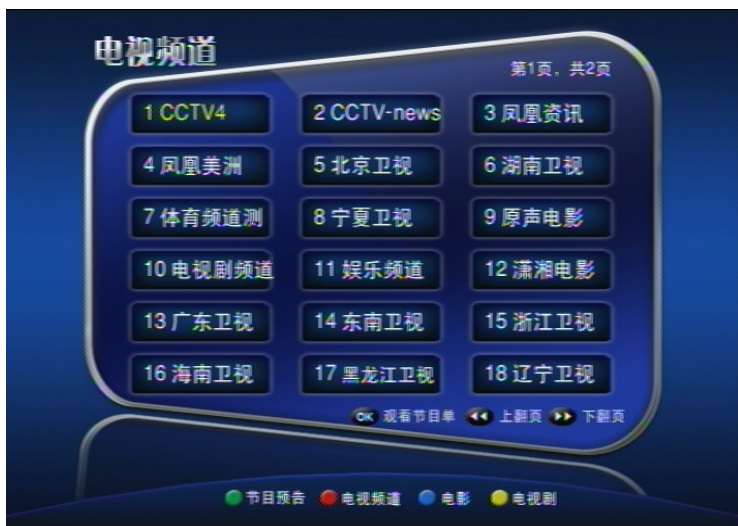 电视频道
第1页，共2页
1 CCTV4 2 CCTV-news 3 凤凰资讯
4 凤凰美洲 5 北京卫视 6 湖南卫视
7 体育频道测 8 宁夏卫视 9 原声电影
10 电视剧频道 11 娱乐频道 12 潇湘电影
13 广东卫视 14 东南卫视 15 浙江卫视
16 海南卫视 17 黑龙江卫视 18 辽宁卫视
OK 观看节目单 上翻页 下翻页
节目预告 电视频道 电影 电视剧